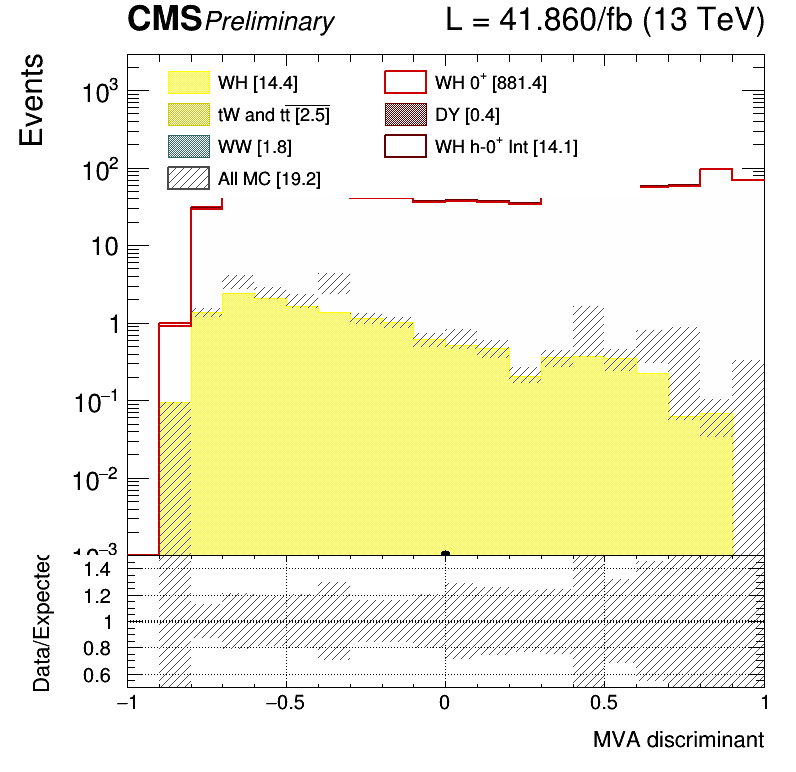 CMS Preliminary L = 41.860/fb (13 TeV)
Events
WH [14.4]
WH 0⁺ [881.4]
tW and tt̄ [2.5]
DY [0.4]
WW [1.8]
WH h-0⁺ Int [14.1]
All MC [19.2]
10³
10²
10
1
10⁻¹
10⁻²
10⁻³
Data/Expected
1.4
1.2
1
0.8
0.6
−1 −0.5 0 0.5 1
MVA discriminant